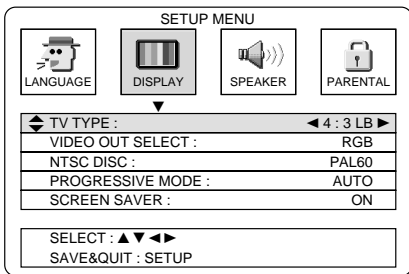 SETUP MENU
LANGUAGE DISPLAY SPEAKER PARENTAL
TV TYPE : 4 : 3 LB
VIDEO OUT SELECT : RGB
NTSC DISC : PAL60
PROGRESSIVE MODE : AUTO
SCREEN SAVER : ON
SELECT : ▲ ▼ ◄ ►
SAVE&QUIT : SETUP